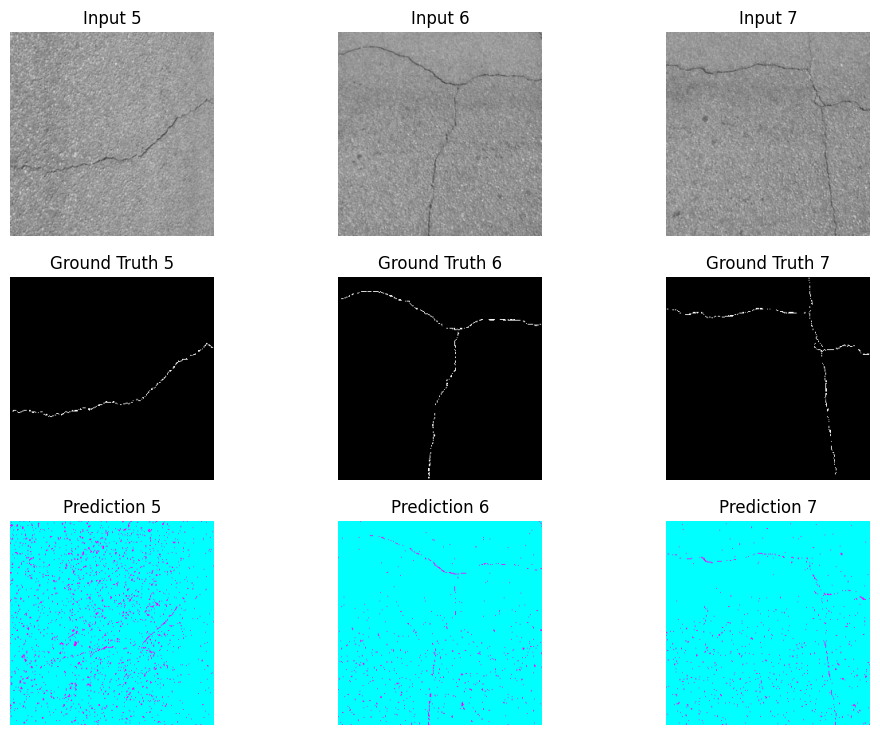 Input 5
Input 6
Input 7
Ground Truth 5
Ground Truth 6
Ground Truth 7
Prediction 5
Prediction 6
Prediction 7